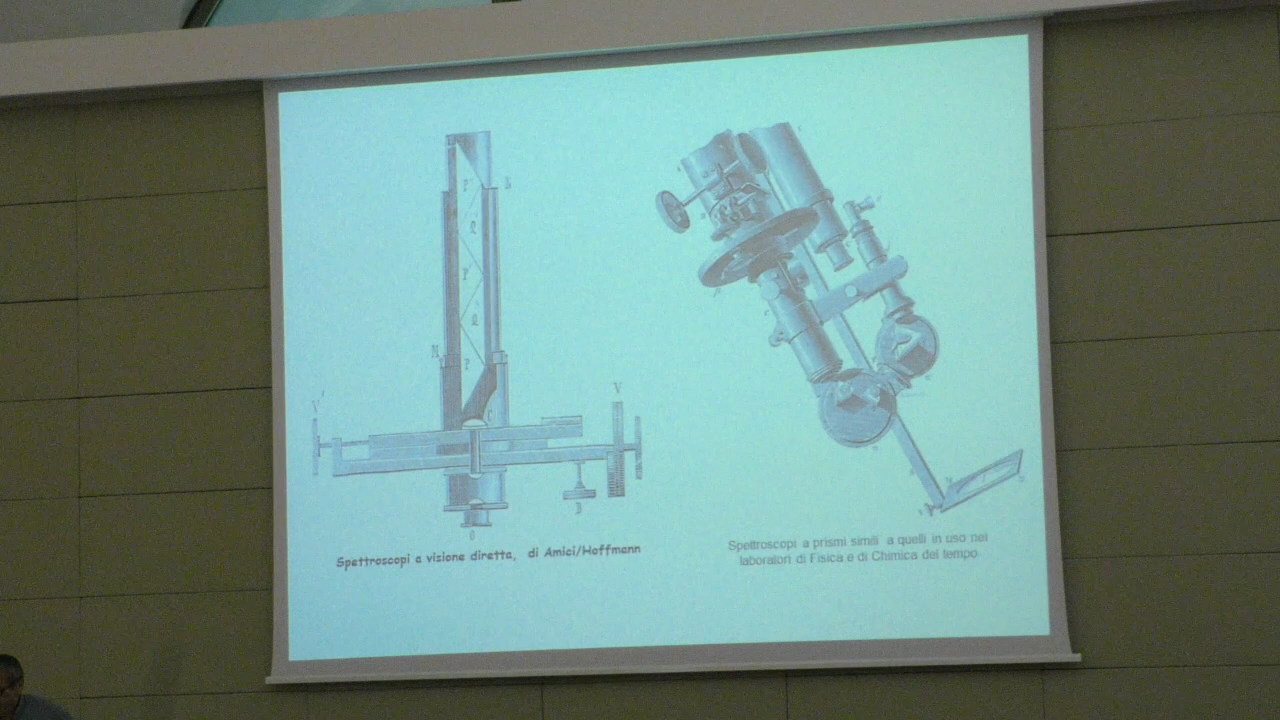 V'
N
V
B
O
Spettroscopi a visione diretta, di Amici/Hoffmann
Spettroscopi a prismi simili a quelli in uso nei
laboratori di Fisica e di Chimica del tempo